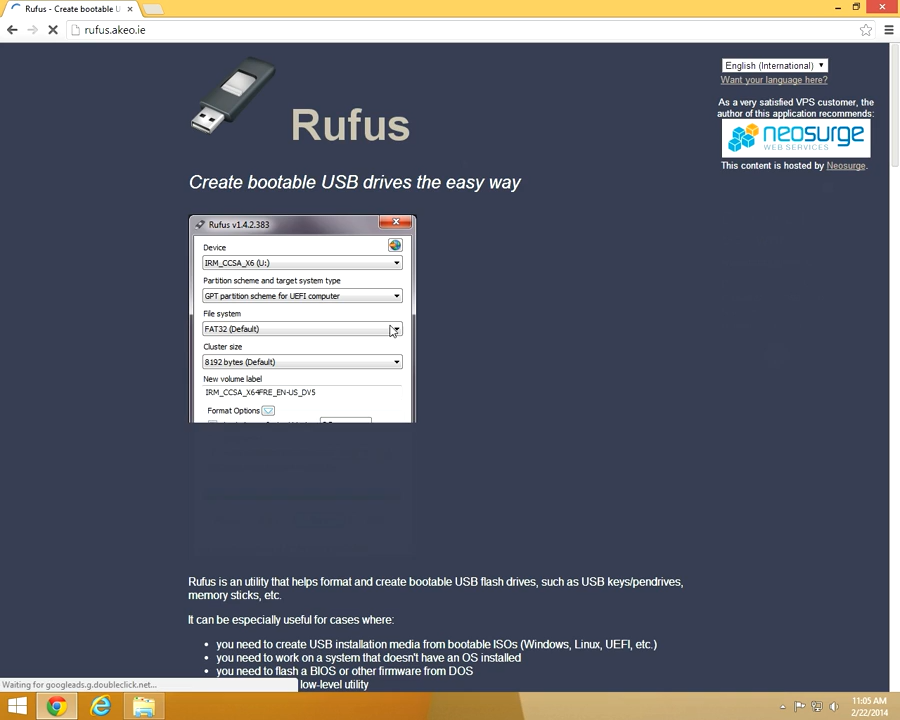 Rufus - Create bootable U
rufus.akeo.ie
English (International)
Want your language here?
As a very satisfied VPS customer, the
author of this application recommends:
neosurge
WEB SERVICES
This content is hosted by Neosurge.
Rufus
Create bootable USB drives the easy way
Rufus v1.4.2.383
Device
IRM_CCSA_X6 (U:)
Partition scheme and target system type
GPT partition scheme for UEFI computer
File system
FAT32 (Default)
Cluster size
8192 bytes (Default)
New volume label
IRM_CCSA_X64FRE_EN-US_DV5
Format Options
Rufus is an utility that helps format and create bootable USB flash drives, such as USB keys/pendrives,
memory sticks, etc.
It can be especially useful for cases where:
• you need to create USB installation media from bootable ISOs (Windows, Linux, UEFI, etc.)
• you need to work on a system that doesn't have an OS installed
• you need to flash a BIOS or other firmware from DOS
low-level utility
Waiting for googleads.g.doubleclick.net...
11:05 AM
2/22/2014